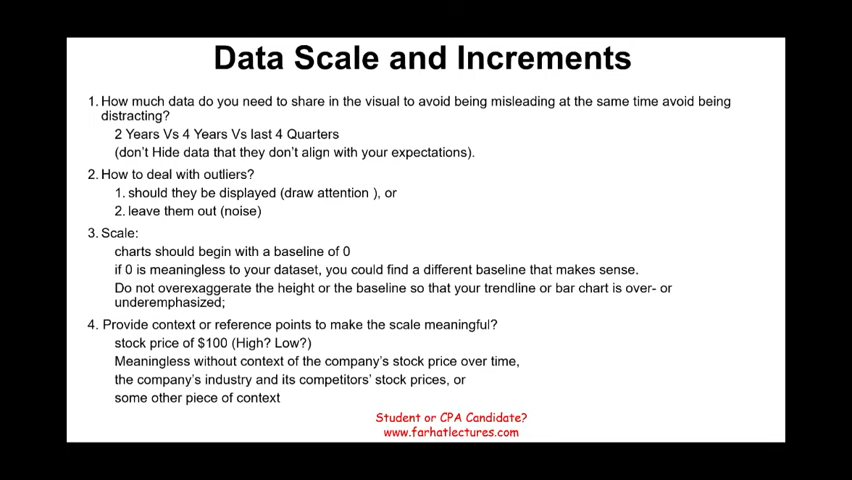 Data Scale and Increments
1. How much data do you need to share in the visual to avoid being misleading at the same time avoid being
distracting?
2 Years Vs 4 Years Vs last 4 Quarters
(don't Hide data that they don't align with your expectations).
2. How to deal with outliers?
1. should they be displayed (draw attention ), or
2. leave them out (noise)
3. Scale:
charts should begin with a baseline of 0
if 0 is meaningless to your dataset, you could find a different baseline that makes sense.
Do not overexaggerate the height or the baseline so that your trendline or bar chart is over- or
underemphasized;
4. Provide context or reference points to make the scale meaningful?
stock price of $100 (High? Low?)
Meaningless without context of the company's stock price over time,
the company's industry and its competitors' stock prices, or
some other piece of context
Student or CPA Candidate?
www.farhatlectures.com